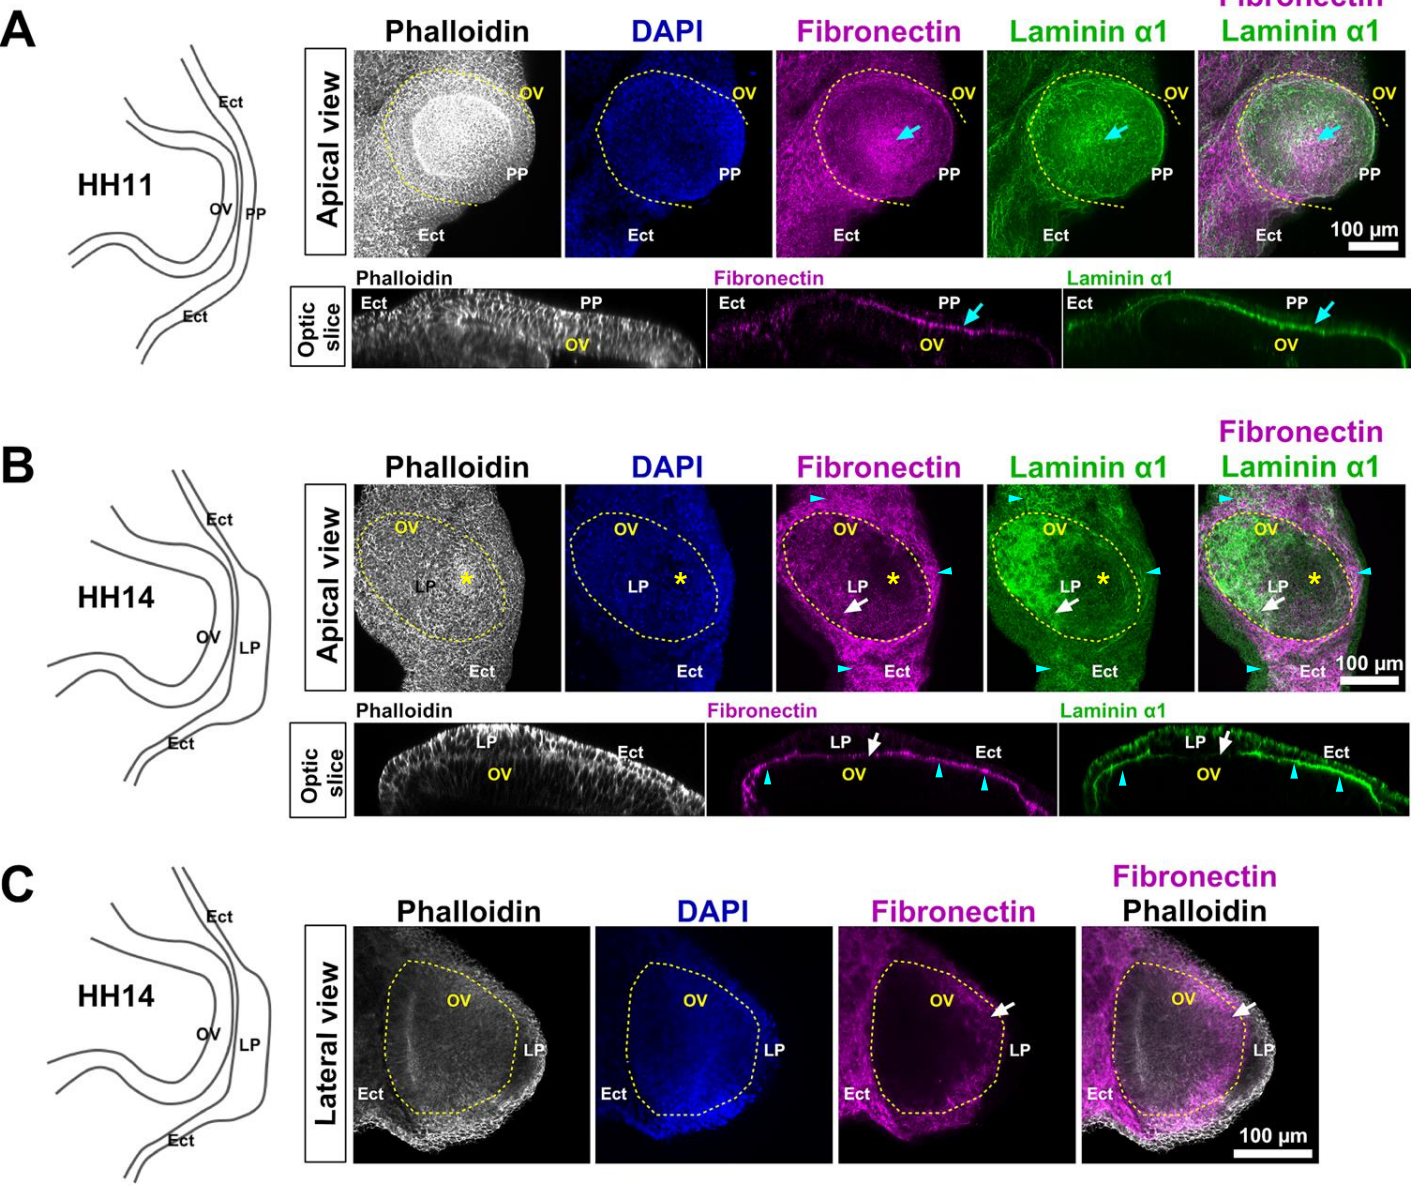 A
Fibronectin
Phalloidin DAPI Fibronectin Laminin α1 Laminin α1
HH11
Ect
OV
PP
Ect
Apical view
OV
PP
Ect
OV
PP
Ect
OV
PP
Ect
OV
PP
Ect
OV
PP
Ect
100 µm
Optic
slice
Phalloidin Fibronectin Laminin α1
Ect PP
OV
Ect PP
OV
Ect PP
OV
B
Fibronectin
Phalloidin DAPI Fibronectin Laminin α1 Laminin α1
HH14
Ect
OV
LP
Ect
Apical view
OV
LP *
Ect
OV
LP *
Ect
OV
LP *
Ect
OV
LP *
Ect
OV
LP *
Ect
100 µm
Optic
slice
Phalloidin Fibronectin Laminin α1
LP Ect
OV
LP Ect
OV
LP Ect
OV
C
Fibronectin
Phalloidin DAPI Fibronectin Phalloidin
HH14
Ect
OV
LP
Ect
Lateral view
OV
LP
Ect
OV
LP
Ect
OV
LP
Ect
OV
LP
Ect
100 µm